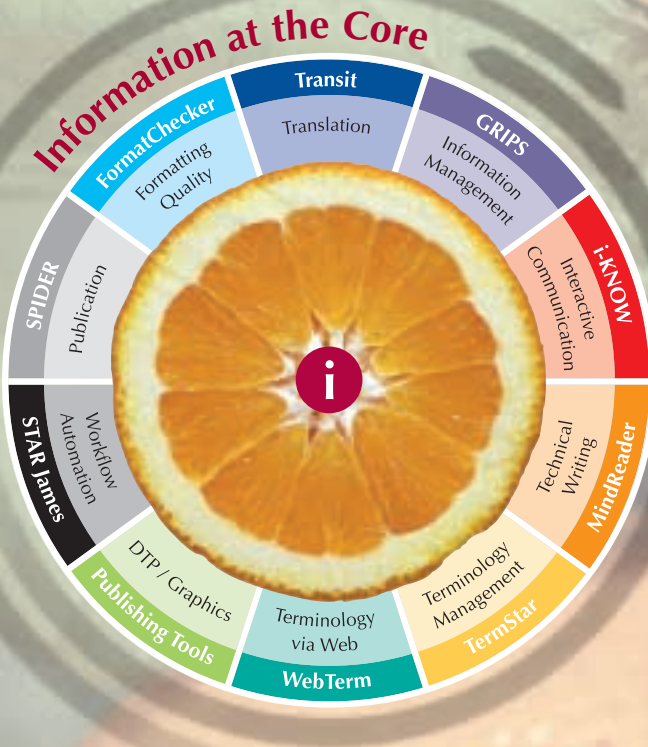 Information at the Core
Transit
Translation
GRIPS
Information
Management
i-KNOW
Interactive
Communication
MindReader
Technical
Writing
TermStar
Terminology
Management
WebTerm
Terminology
via Web
Publishing Tools
DTP / Graphics
STAR James
Workflow
Automation
SPIDER
Publication
FormatChecker
Formatting
Quality
i